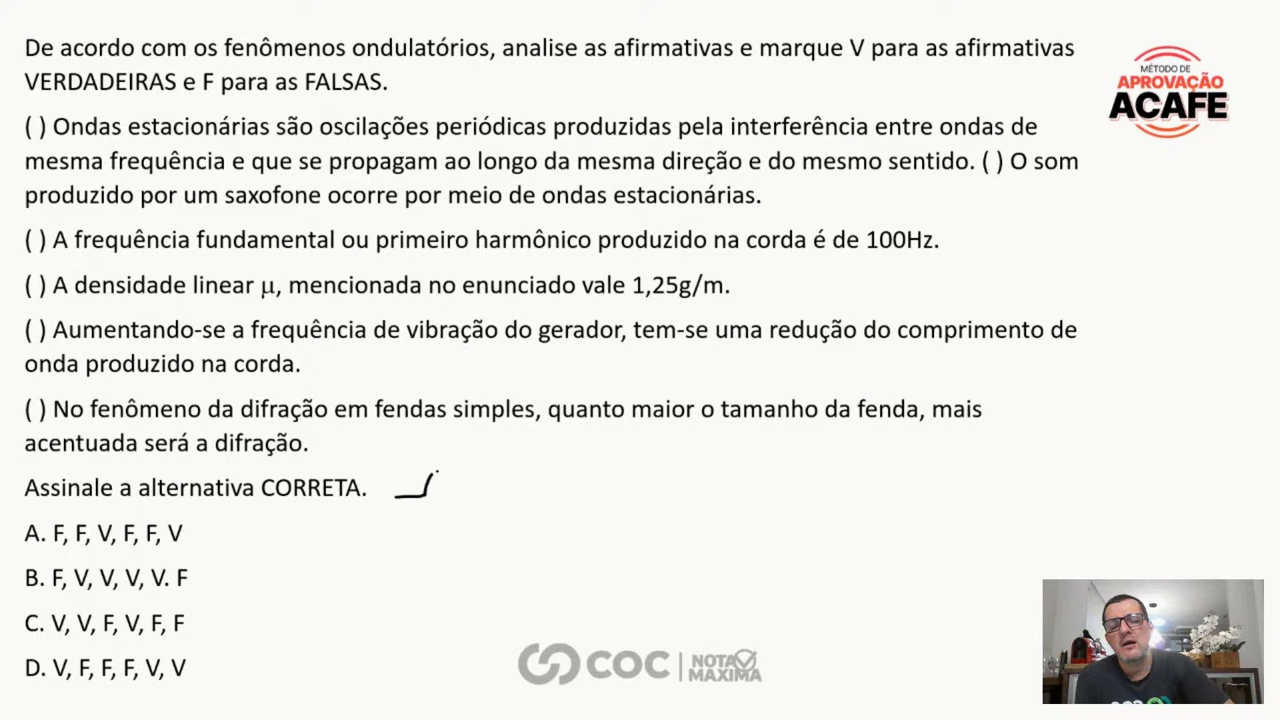 De acordo com os fenômenos ondulatórios, analise as afirmativas e marque V para as afirmativas
VERDADEIRAS e F para as FALSAS.
( ) Ondas estacionárias são oscilações periódicas produzidas pela interferência entre ondas de
mesma frequência e que se propagam ao longo da mesma direção e do mesmo sentido. ( ) O som
produzido por um saxofone ocorre por meio de ondas estacionárias.
( ) A frequência fundamental ou primeiro harmônico produzido na corda é de 100Hz.
( ) A densidade linear μ, mencionada no enunciado vale 1,25g/m.
( ) Aumentando-se a frequência de vibração do gerador, tem-se uma redução do comprimento de
onda produzido na corda.
( ) No fenômeno da difração em fendas simples, quanto maior o tamanho da fenda, mais
acentuada será a difração.
Assinale a alternativa CORRETA.
A. F, F, V, F, F, V
B. F, V, V, V, V. F
C. V, V, F, V, F, F
D. V, F, F, F, V, V
MÉTODO DE
APROVAÇÃO
ACAFE
COC
NOTA
MÁXIMA